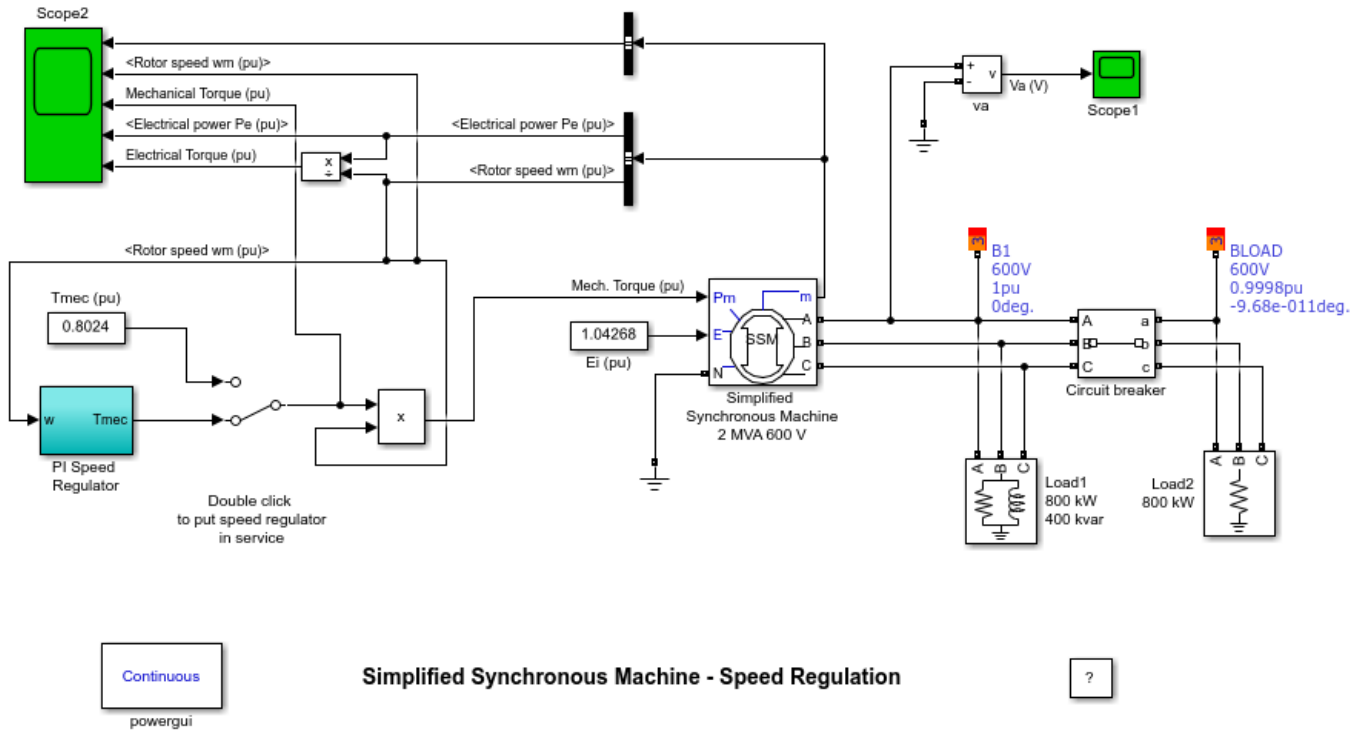 Scope2
<Rotor speed wm (pu)>
Mechanical Torque (pu)
<Electrical power Pe (pu)>
Electrical Torque (pu)
x
÷
<Electrical power Pe (pu)>
<Rotor speed wm (pu)>
+
-
v
va
Va (V)
Scope1
<Rotor speed wm (pu)>
Tmec (pu)
0.8024
w
Tmec
PI Speed
Regulator
Double click
to put speed regulator
in service
x
Mech. Torque (pu)
1.04268
Ei (pu)
Pm
E
N
m
A
B
C
SSM
Simplified
Synchronous Machine
2 MVA 600 V
3
B1
600V
1pu
0deg.
3
BLOAD
600V
0.9998pu
-9.68e-011deg.
A
B
C
a
b
c
Circuit breaker
A
B
C
Load1
800 kW
400 kvar
A
B
C
Load2
800 kW
Continuous
powergui
Simplified Synchronous Machine - Speed Regulation
?